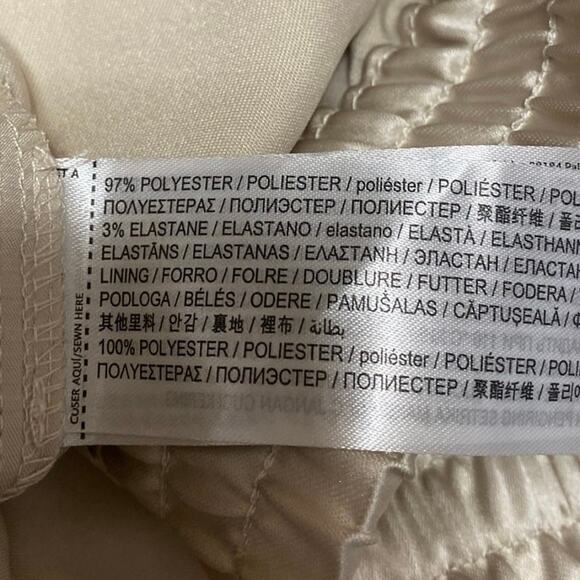 97% POLYESTER / POLIESTER / poliéster / POLIÉSTER / POL
ΠΟΛΥΕΣΤΕΡΑΣ / ПОЛИЭСТЕР / ПОЛИЕСТЕР / 聚酯纤维 / 폴리
3% ELASTANE / ELASTANO / elastano / ELASTÀ / ELASTHANN
ELASTĀNS / ELASTANAS / ΕΛΑΣΤΑΝΗ / ЭЛАСТАН / ЕЛАСТА
LINING / FORRO / FOLRE / DOUBLURE / FUTTER / FODERA /
PODLOGA / BÉLÉS / ODERE / PAMUŠALAS / CĂPTUŞEALĂ / Φ
其他里料 / 안감 / 裏地 / 裡布 / بطانة /
100% POLYESTER / POLIESTER / poliéster / POLIÉSTER / POLI
ΠΟΛΥΕΣΤΕΡΑΣ / ПОЛИЭСТЕР / ПОЛИЕСТЕР / 聚酯纤维 / 폴리에
CUSER AQUÍ/SEWN HERE